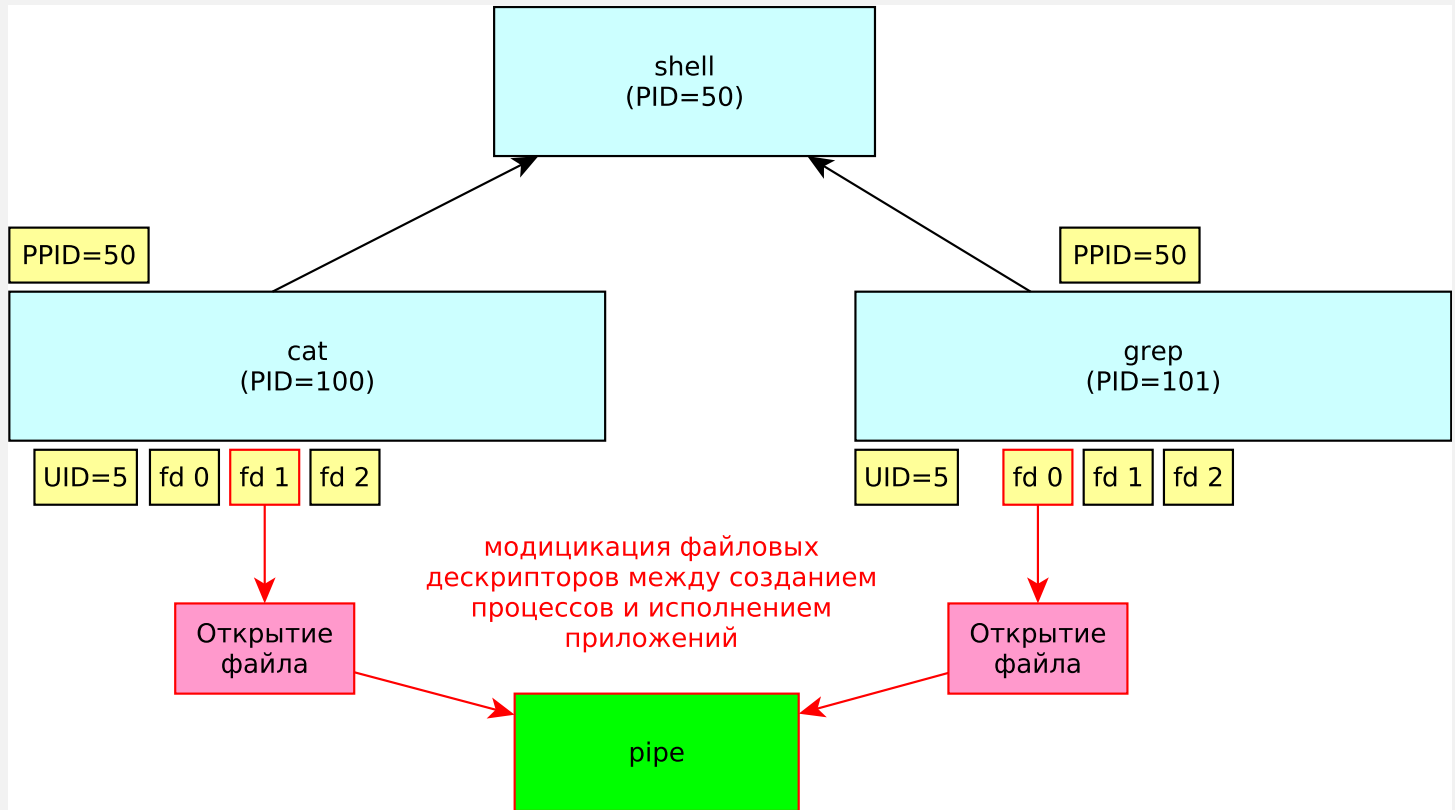 shell
(PID=50)
PPID=50
PPID=50
cat
(PID=100)
grep
(PID=101)
UID=5
fd 0
fd 1
fd 2
UID=5
fd 0
fd 1
fd 2
модицикация файловых
дескрипторов между созданием
процессов и исполнением
приложений
Открытие
файла
Открытие
файла
pipe